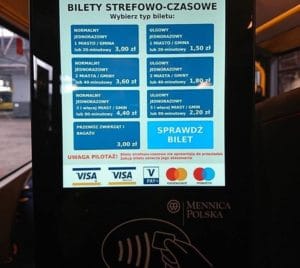 BILETY STREFOWO-CZASOWE
Wybierz typ biletu:
NORMALNY
JEDNORAZOWY
1 MIASTO / GMINA
lub 20-minutowy 3,00 zł
ULGOWY
JEDNORAZOWY
1 MIASTO / GMINA
lub 20-minutowy 1,50 zł
NORMALNY
JEDNORAZOWY
2 MIASTA / GMINY
lub 40-minutowy 3,60 zł
ULGOWY
JEDNORAZOWY
2 MIASTA / GMINY
lub 40-minutowy 1,80 zł
NORMALNY
JEDNORAZOWY
3 i więcej MIAST / GMIN
lub 90-minutowy 4,40 zł
ULGOWY
JEDNORAZOWY
3 i więcej MIAST / GMIN
lub 90-minutowy 2,20 zł
PRZEWÓZ ZWIERZĄT I
BAGAŻU
3,00 zł
SPRAWDŹ
BILET
UWAGA PILOTAŻ:
VISA
VISA
V
PAY
MENNICA
POLSKA